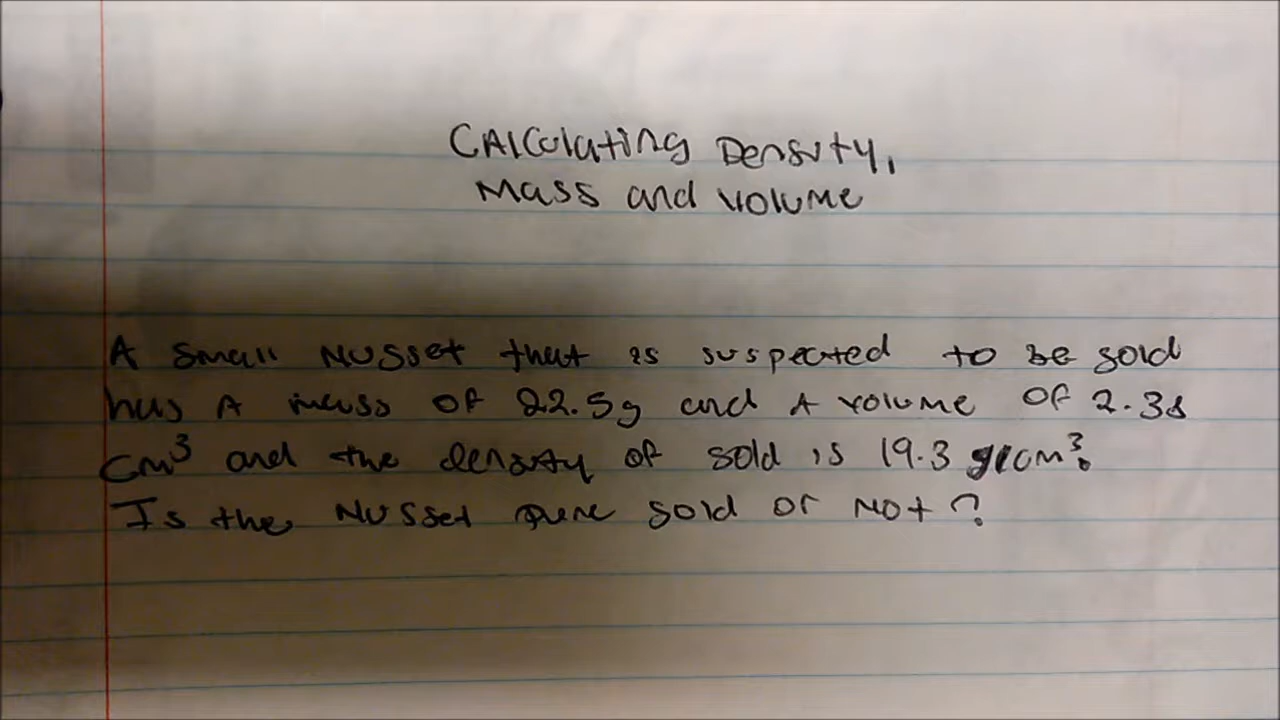 CALCulating Density,
Mass and volume
A small Nugget that is suspected to be gold
has A mass of 22.5g and A volume of 2.38
cm³ and the density of gold is 19.3 g/cm³.
Is the Nugget pure gold or Not?